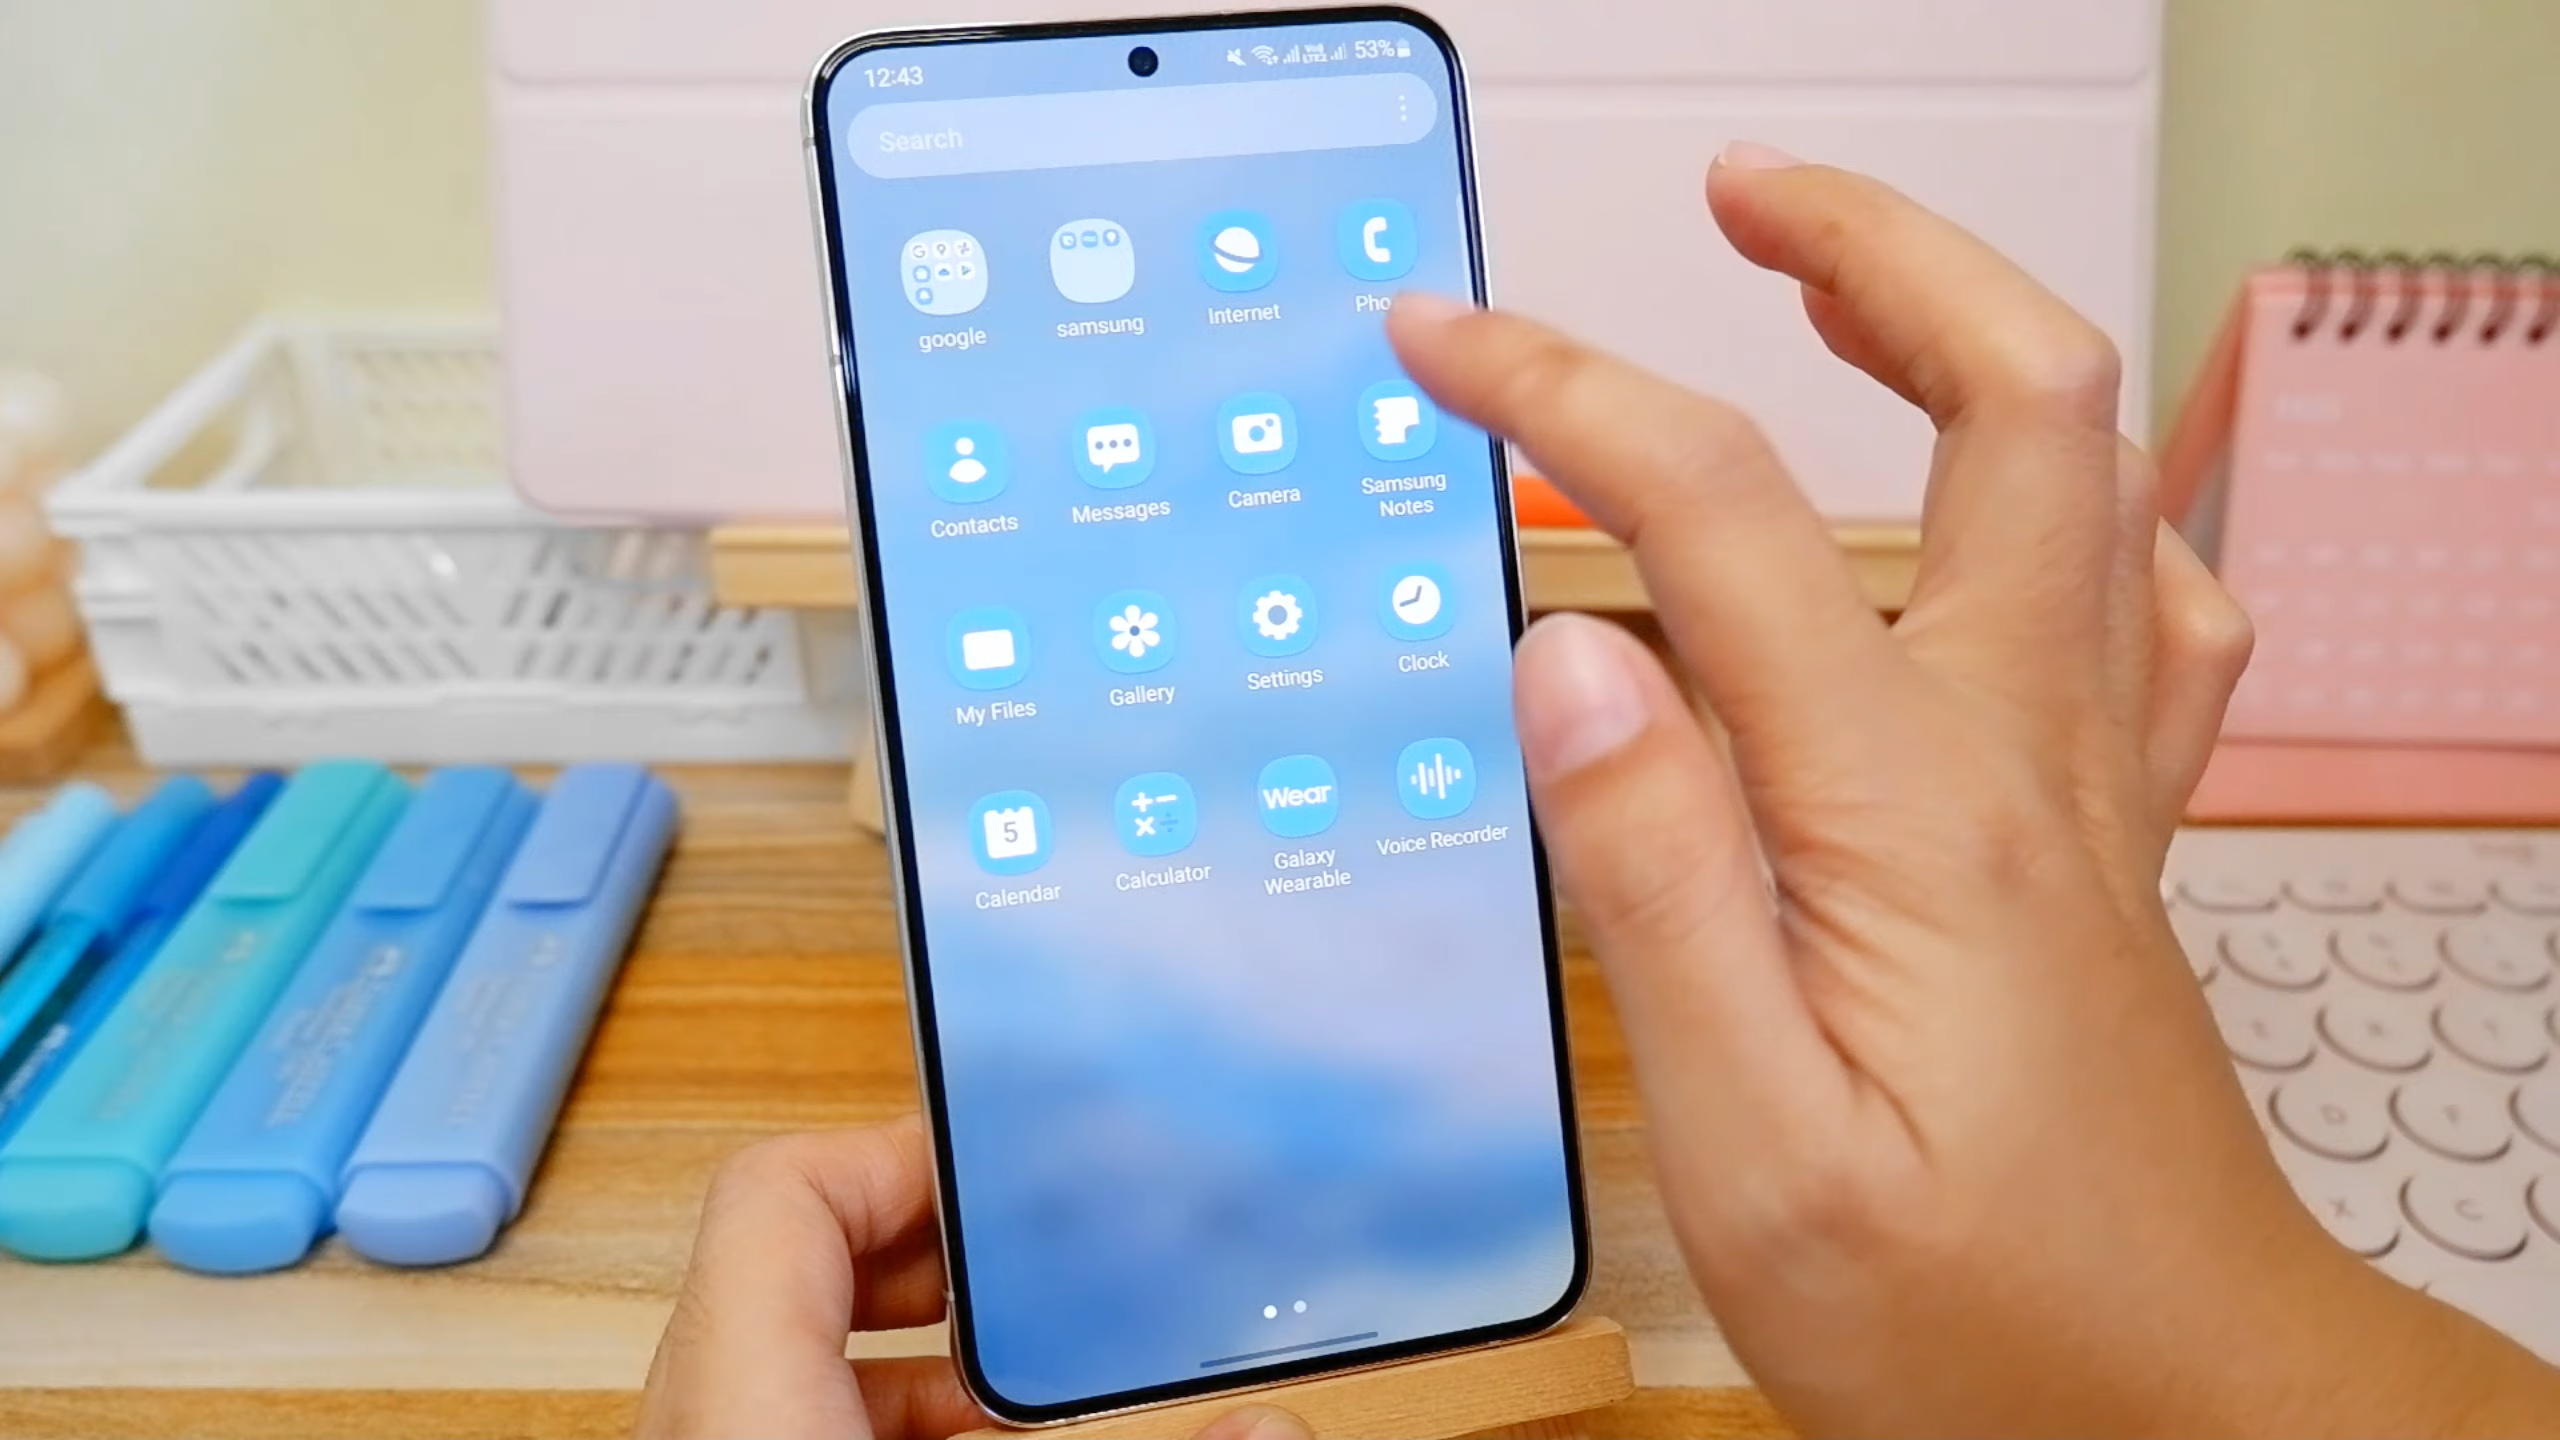 12:43
53%
Search
google
samsung
Internet
Contacts
Messages
Camera
Samsung
Notes
My Files
Gallery
Settings
Clock
5
Wear
Calendar
Calculator
Galaxy
Wearable
Voice Recorder
D
F
X
C